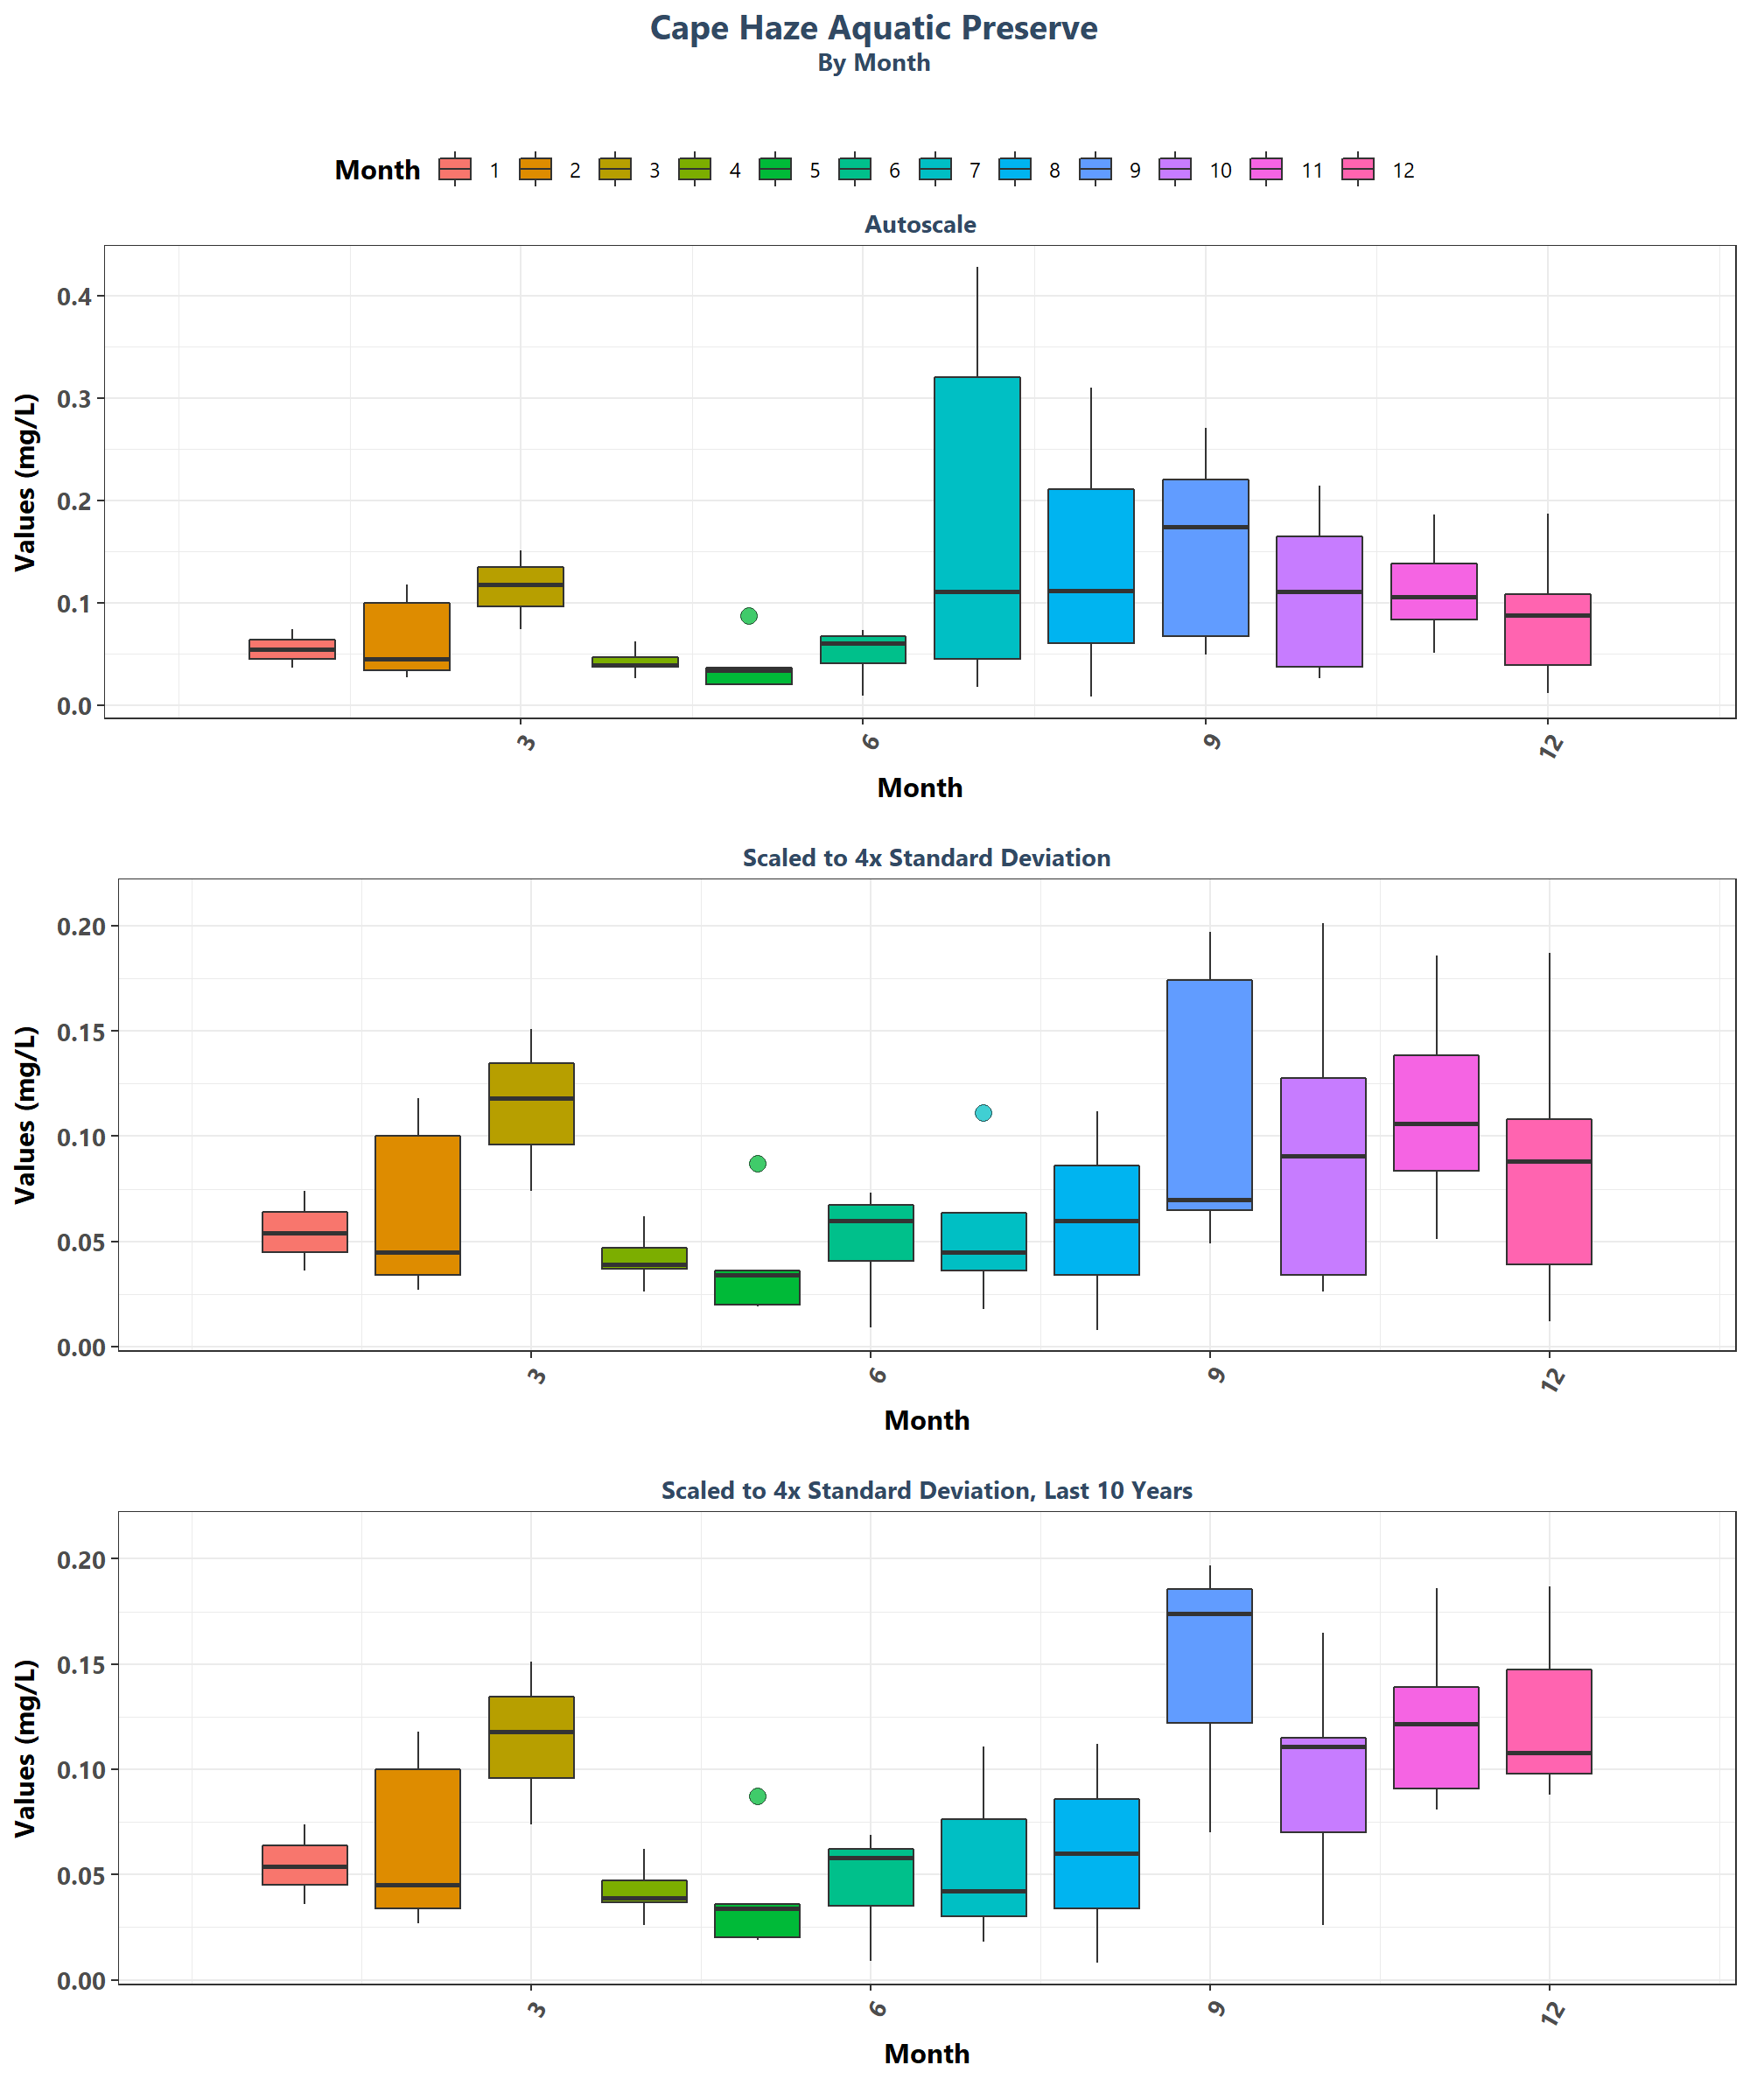 Cape Haze Aquatic Preserve
By Month
Month 1 2 3 4 5 6 7 8 9 10 11 12
Autoscale
Values (mg/L)
0.4
0.3
0.2
0.1
0.0
3 6 9 12
Month
Scaled to 4x Standard Deviation
Values (mg/L)
0.20
0.15
0.10
0.05
0.00
3 6 9 12
Month
Scaled to 4x Standard Deviation, Last 10 Years
Values (mg/L)
0.20
0.15
0.10
0.05
0.00
3 6 9 12
Month